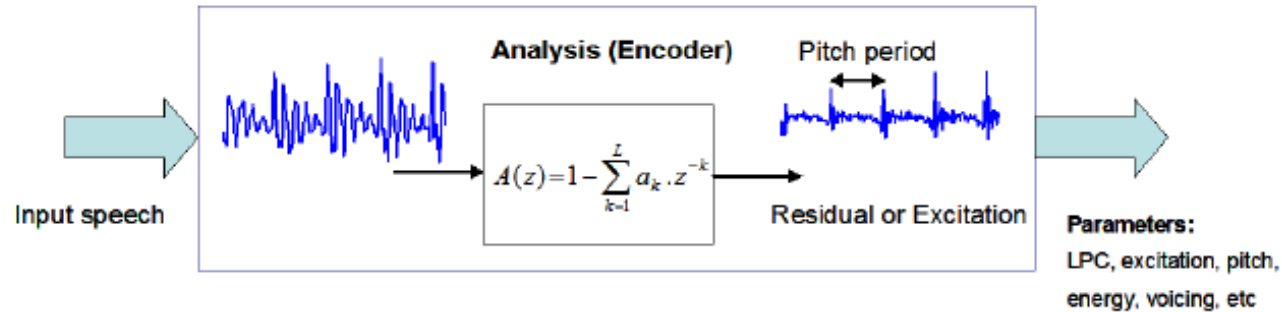 Analysis (Encoder)
Pitch period
A(z)=1-∑_{k=1}^{L} a_k . z^{-k}
Input speech
Residual or Excitation
Parameters:
LPC, excitation, pitch,
energy, voicing, etc